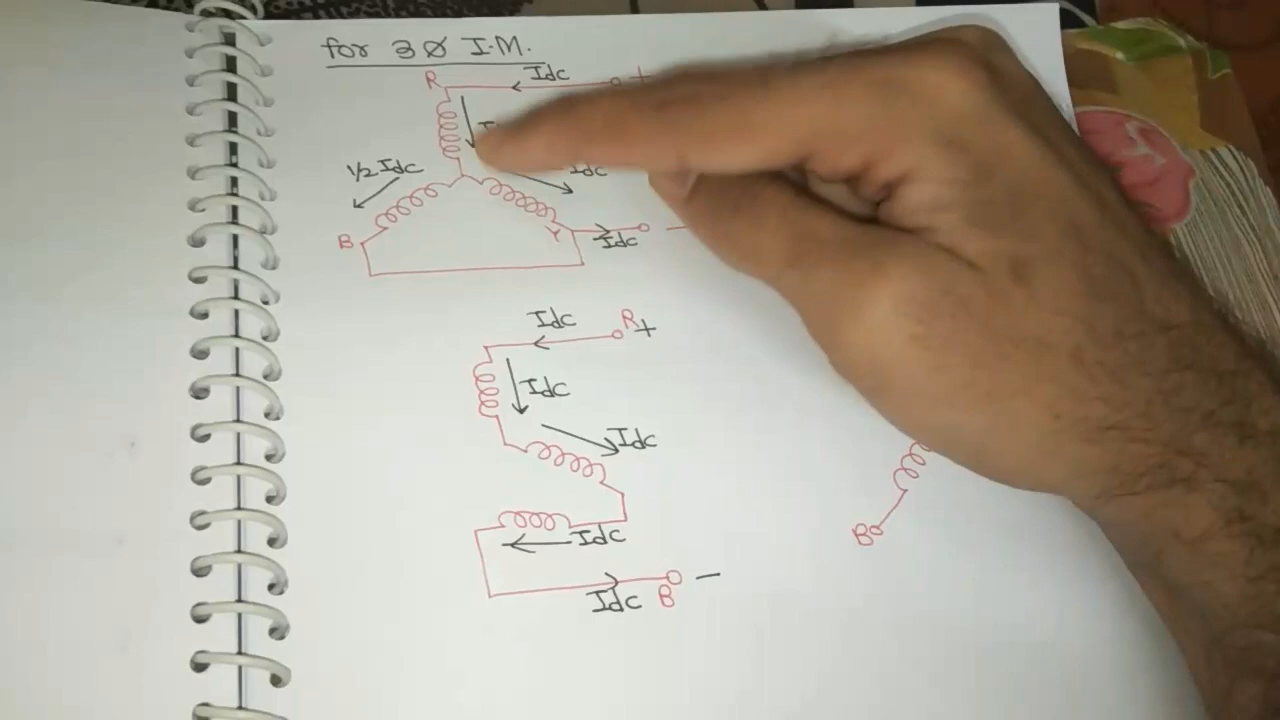 for 3Ø I.M.
R Idc +
1/2 Idc
Idc
B Y Idc -
Idc R +
Idc
Idc
Idc
Idc B -
B